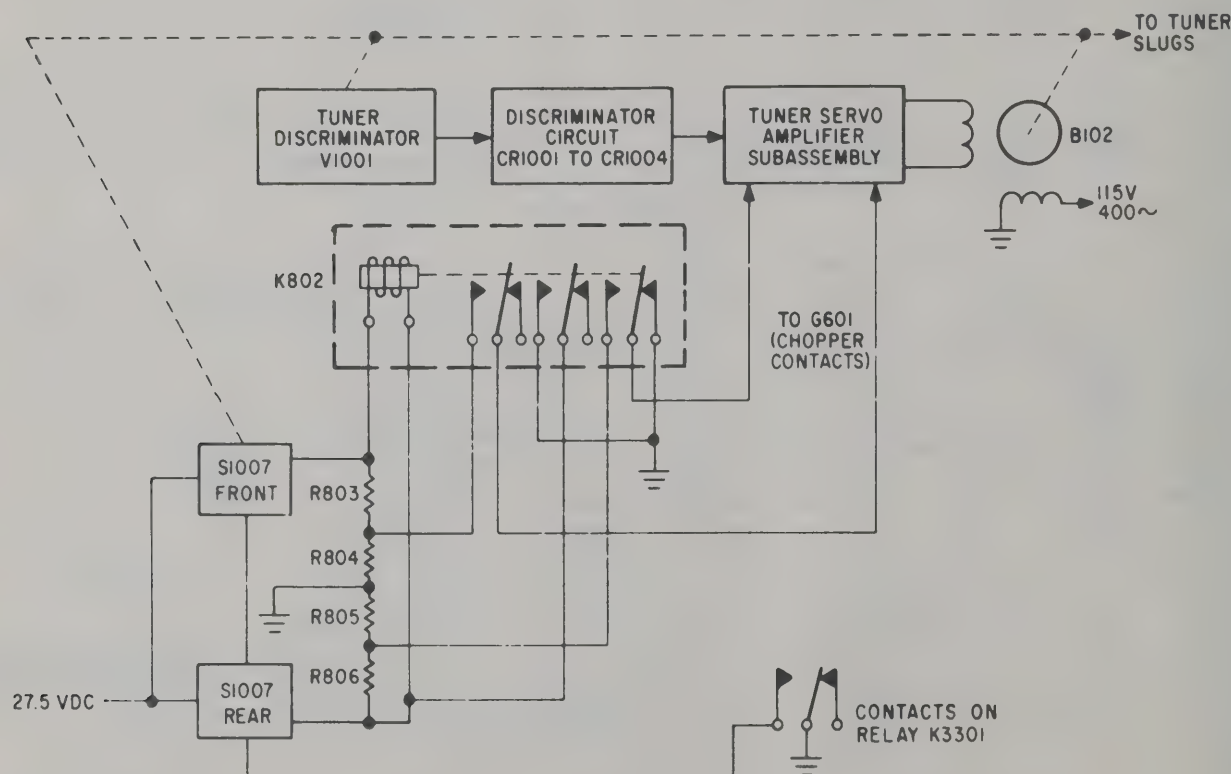 TO TUNER
SLUGS
TUNER
DISCRIMINATOR
V1001
DISCRIMINATOR
CIRCUIT
CR1001 TO CR1004
TUNER SERVO
AMPLIFIER
SUBASSEMBLY
B102
115V
400~
K802
TO G601
(CHOPPER
CONTACTS)
S1007
FRONT
R803
R804
R805
R806
27.5 VDC
S1007
REAR
CONTACTS ON
RELAY K3301